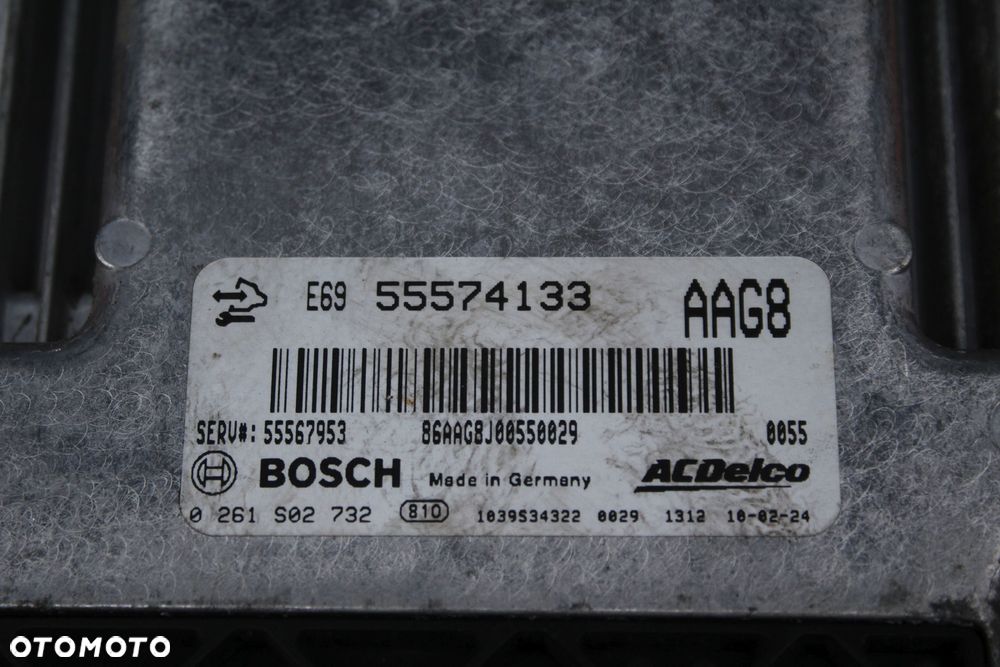 E69 55574133 AAG8
SERV#: 55567953 86AAG8J00550029 0055
BOSCH Made in Germany ACDelco
0 261 S02 732 810 1039S34322 0029 1312 10-02-24
OTOMOTO